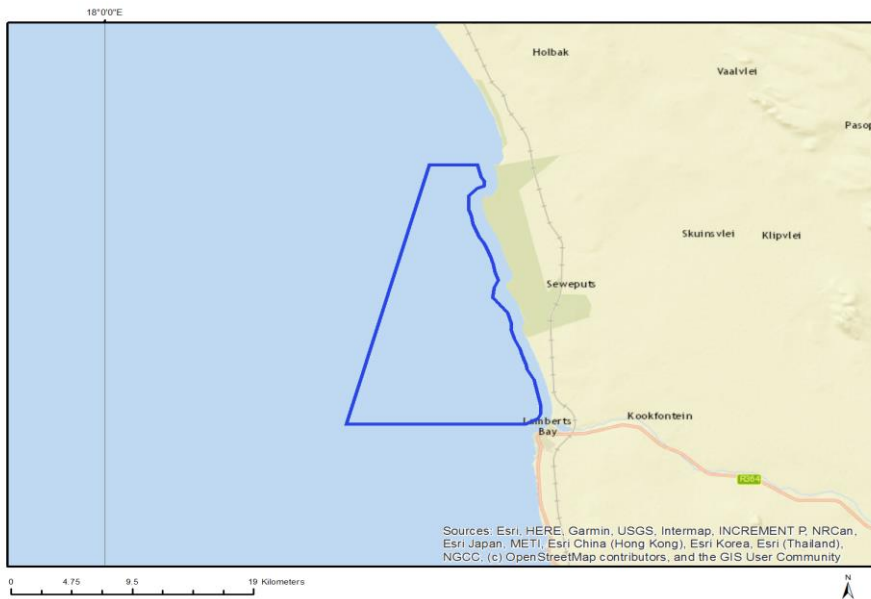 18°0'0"E
Holbak
Vaalvlei
Pasop
Skuinsvlei
Klipvlei
Seweputs
Kookfontein
Lamberts
Bay
R364
Sources: Esri, HERE, Garmin, USGS, Intermap, INCREMENT P, NRCan,
Esri Japan, METI, Esri China (Hong Kong), Esri Korea, Esri (Thailand),
NGCC, (c) OpenStreetMap contributors, and the GIS User Community
0 4.75 9.5 19 Kilometers
N